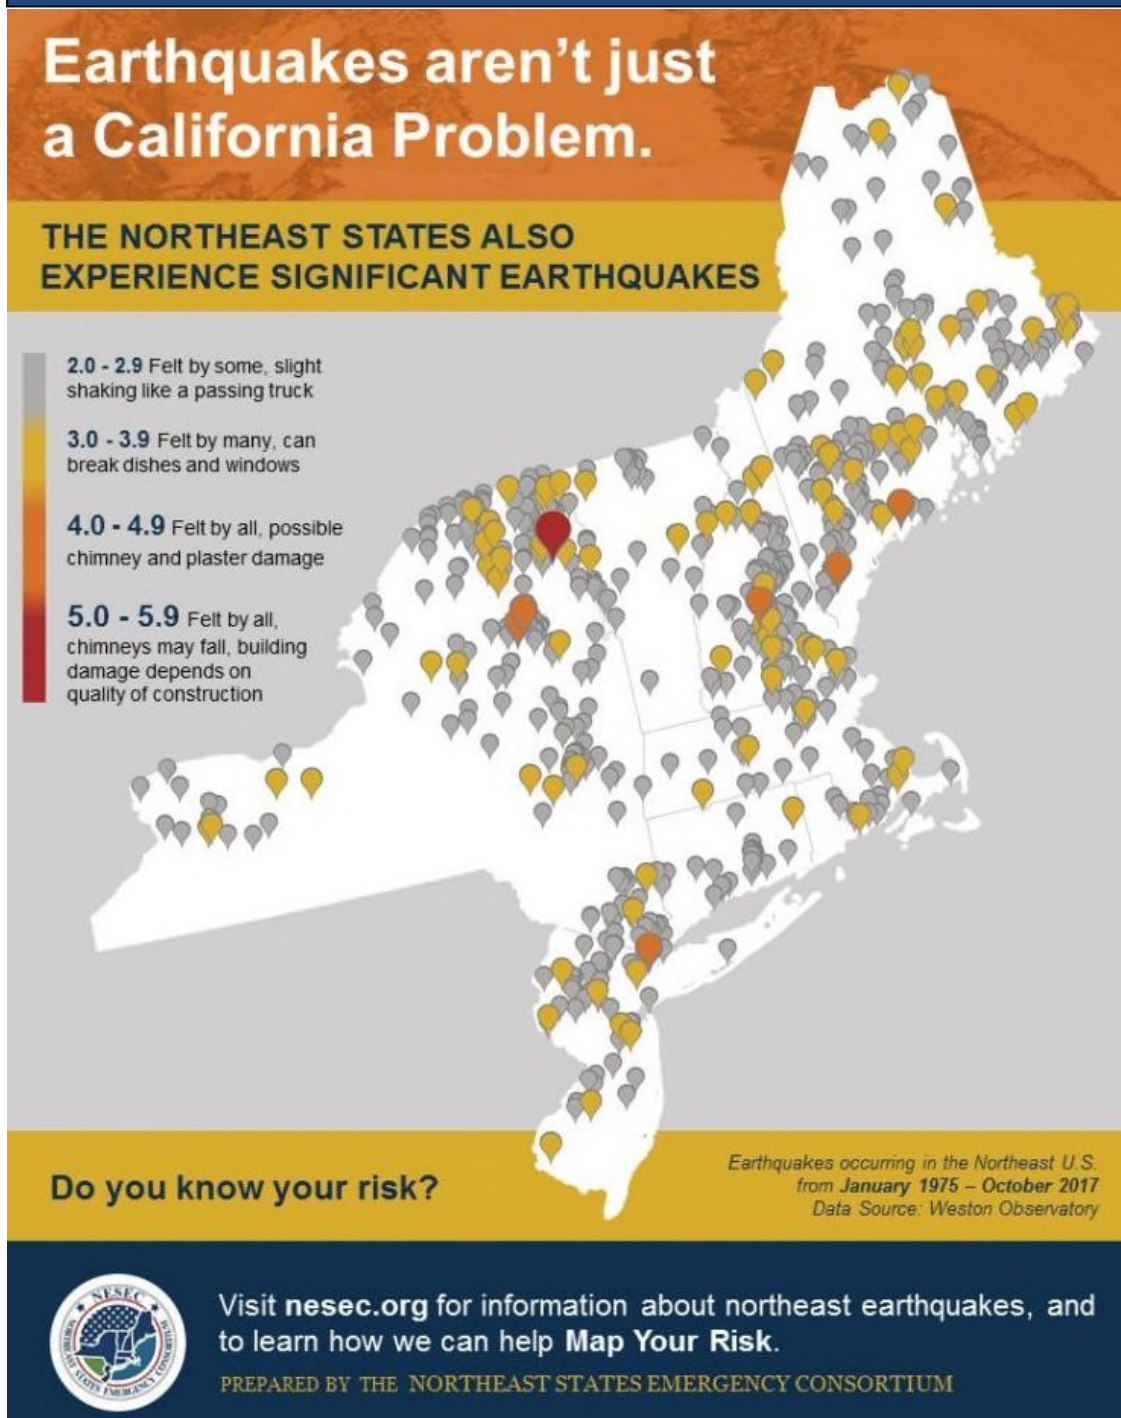 Earthquakes aren't just
a California Problem.
THE NORTHEAST STATES ALSO
EXPERIENCE SIGNIFICANT EARTHQUAKES
2.0 - 2.9 Felt by some, slight
shaking like a passing truck
3.0 - 3.9 Felt by many, can
break dishes and windows
4.0 - 4.9 Felt by all, possible
chimney and plaster damage
5.0 - 5.9 Felt by all,
chimneys may fall, building
damage depends on
quality of construction
Do you know your risk?
Earthquakes occurring in the Northeast U.S.
from January 1975 – October 2017
Data Source: Weston Observatory
NESEC
NORTHEAST STATES EMERGENCY CONSORTIUM
Visit nesec.org for information about northeast earthquakes, and
to learn how we can help Map Your Risk.
PREPARED BY THE NORTHEAST STATES EMERGENCY CONSORTIUM